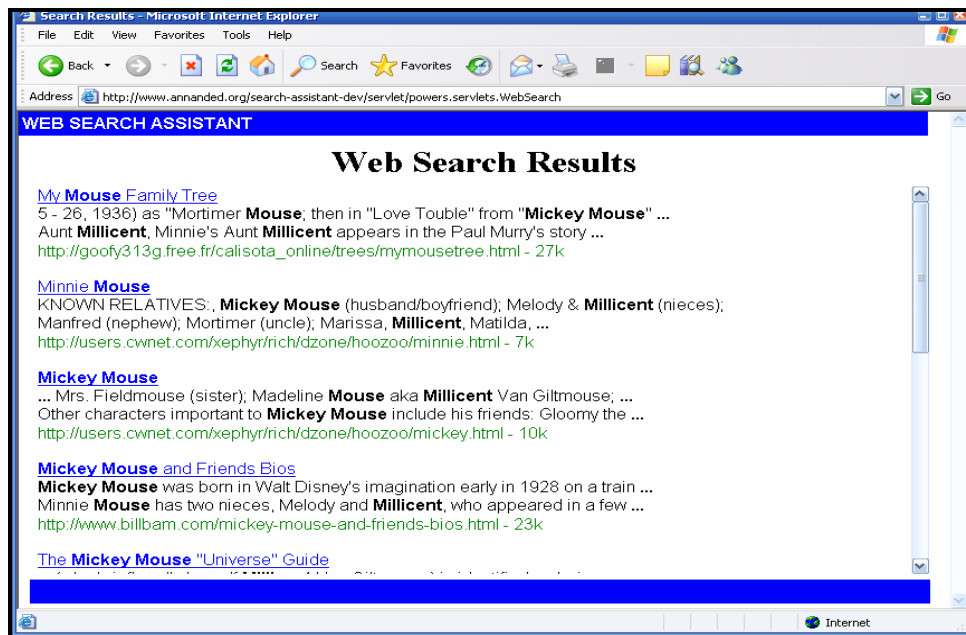 Search Results - Microsoft Internet Explorer
File Edit View Favorites Tools Help
Back Search Favorites
Address http://www.annanded.org/search-assistant-dev/servlet/powers.servlets.WebSearch Go
WEB SEARCH ASSISTANT
Web Search Results
My Mouse Family Tree
5 - 26, 1936) as "Mortimer Mouse; then in "Love Touble" from "Mickey Mouse" ...
Aunt Millicent, Minnie's Aunt Millicent appears in the Paul Murry's story ...
http://goofy313g.free.fr/calisota_online/trees/mymousetree.html - 27k
Minnie Mouse
KNOWN RELATIVES:, Mickey Mouse (husband/boyfriend); Melody & Millicent (nieces);
Manfred (nephew); Mortimer (uncle); Marissa, Millicent, Matilda, ...
http://users.cwnet.com/xephyr/rich/dzone/hoozoo/minnie.html - 7k
Mickey Mouse
... Mrs. Fieldmouse (sister); Madeline Mouse aka Millicent Van Giltmouse; ...
Other characters important to Mickey Mouse include his friends: Gloomy the ...
http://users.cwnet.com/xephyr/rich/dzone/hoozoo/mickey.html - 10k
Mickey Mouse and Friends Bios
Mickey Mouse was born in Walt Disney's imagination early in 1928 on a train ...
Minnie Mouse has two nieces, Melody and Millicent, who appeared in a few ...
http://www.billbam.com/mickey-mouse-and-friends-bios.html - 23k
The Mickey Mouse "Universe" Guide
Internet